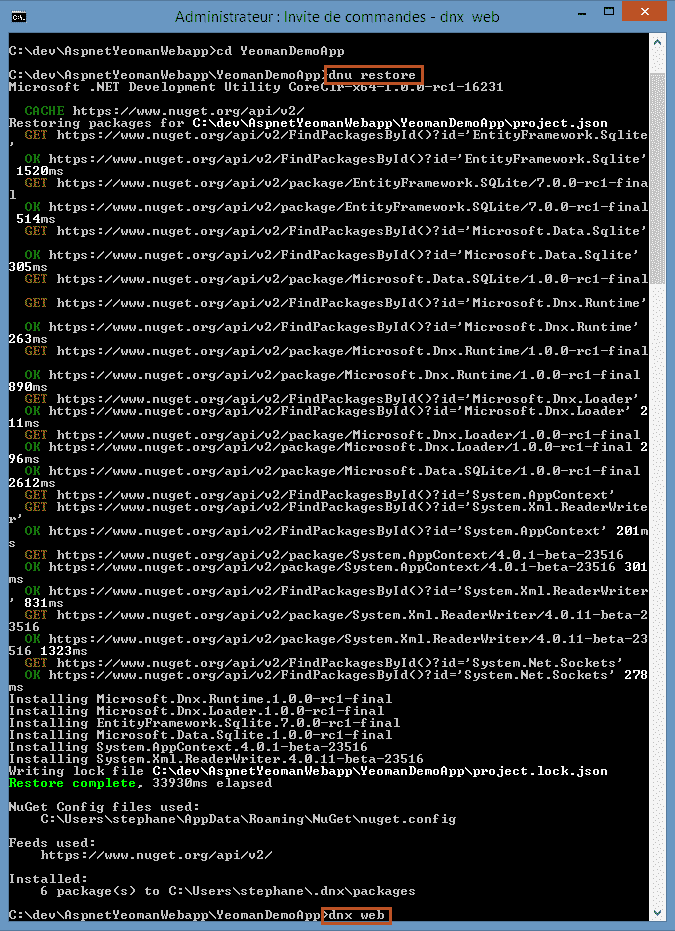 Administrateur : Invite de commandes - dnx web
C:\dev\AspnetYeomanWebapp>cd YeomanDemoApp
C:\dev\AspnetYeomanWebapp\YeomanDemoApp>dnu restore
Microsoft .NET Development Utility CoreClr-x64-1.0.0-rc1-16231
CACHE https://www.nuget.org/api/v2/
Restoring packages for C:\dev\AspnetYeomanWebapp\YeomanDemoApp\project.json
GET https://www.nuget.org/api/v2/FindPackagesById()?id='EntityFramework.Sqlite
'
OK https://www.nuget.org/api/v2/FindPackagesById()?id='EntityFramework.Sqlite'
1520ms
GET https://www.nuget.org/api/v2/package/EntityFramework.SQLite/7.0.0-rc1-fina
l
OK https://www.nuget.org/api/v2/package/EntityFramework.SQLite/7.0.0-rc1-final
514ms
GET https://www.nuget.org/api/v2/FindPackagesById()?id='Microsoft.Data.Sqlite'
OK https://www.nuget.org/api/v2/FindPackagesById()?id='Microsoft.Data.Sqlite'
305ms
GET https://www.nuget.org/api/v2/package/Microsoft.Data.SQLite/1.0.0-rc1-final
GET https://www.nuget.org/api/v2/FindPackagesById()?id='Microsoft.Dnx.Runtime'
OK https://www.nuget.org/api/v2/FindPackagesById()?id='Microsoft.Dnx.Runtime'
263ms
GET https://www.nuget.org/api/v2/package/Microsoft.Dnx.Runtime/1.0.0-rc1-final
OK https://www.nuget.org/api/v2/package/Microsoft.Dnx.Runtime/1.0.0-rc1-final
890ms
GET https://www.nuget.org/api/v2/FindPackagesById()?id='Microsoft.Dnx.Loader'
OK https://www.nuget.org/api/v2/FindPackagesById()?id='Microsoft.Dnx.Loader' 2
11ms
GET https://www.nuget.org/api/v2/package/Microsoft.Dnx.Loader/1.0.0-rc1-final
OK https://www.nuget.org/api/v2/package/Microsoft.Dnx.Loader/1.0.0-rc1-final 2
96ms
OK https://www.nuget.org/api/v2/package/Microsoft.Data.SQLite/1.0.0-rc1-final
2612ms
GET https://www.nuget.org/api/v2/FindPackagesById()?id='System.AppContext'
GET https://www.nuget.org/api/v2/FindPackagesById()?id='System.Xml.ReaderWrite
r'
OK https://www.nuget.org/api/v2/FindPackagesById()?id='System.AppContext' 201m
s
GET https://www.nuget.org/api/v2/package/System.AppContext/4.0.1-beta-23516
OK https://www.nuget.org/api/v2/package/System.AppContext/4.0.1-beta-23516 301
ms
OK https://www.nuget.org/api/v2/FindPackagesById()?id='System.Xml.ReaderWriter
' 831ms
GET https://www.nuget.org/api/v2/package/System.Xml.ReaderWriter/4.0.11-beta-2
3516
OK https://www.nuget.org/api/v2/package/System.Xml.ReaderWriter/4.0.11-beta-23
516 1323ms
GET https://www.nuget.org/api/v2/FindPackagesById()?id='System.Net.Sockets'
OK https://www.nuget.org/api/v2/FindPackagesById()?id='System.Net.Sockets' 278
ms
Installing Microsoft.Dnx.Runtime.1.0.0-rc1-final
Installing Microsoft.Dnx.Loader.1.0.0-rc1-final
Installing EntityFramework.Sqlite.7.0.0-rc1-final
Installing Microsoft.Data.Sqlite.1.0.0-rc1-final
Installing System.AppContext.4.0.1-beta-23516
Installing System.Xml.ReaderWriter.4.0.11-beta-23516
Writing lock file C:\dev\AspnetYeomanWebapp\YeomanDemoApp\project.lock.json
Restore complete, 33930ms elapsed
NuGet Config files used:
C:\Users\stephane\AppData\Roaming\NuGet\nuget.config
Feeds used:
https://www.nuget.org/api/v2/
Installed:
6 package(s) to C:\Users\stephane\.dnx\packages
C:\dev\AspnetYeomanWebapp\YeomanDemoApp>dnx web